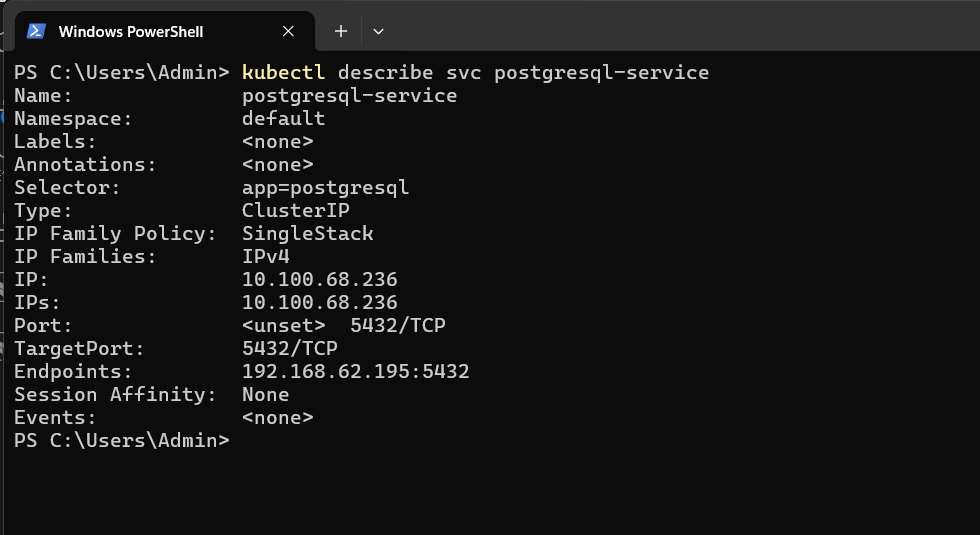 Windows PowerShell
PS C:\Users\Admin> kubectl describe svc postgresql-service
Name:              postgresql-service
Namespace:         default
Labels:            <none>
Annotations:       <none>
Selector:          app=postgresql
Type:              ClusterIP
IP Family Policy:  SingleStack
IP Families:       IPv4
IP:                10.100.68.236
IPs:               10.100.68.236
Port:              <unset>  5432/TCP
TargetPort:        5432/TCP
Endpoints:         192.168.62.195:5432
Session Affinity:  None
Events:            <none>
PS C:\Users\Admin>